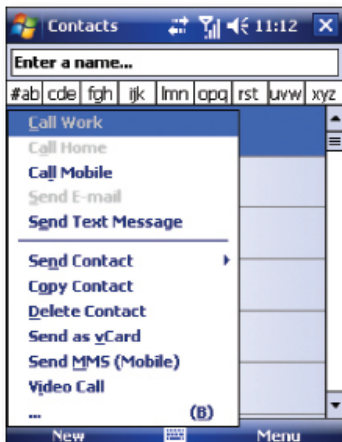 Contacts 11:12
Enter a name...
#ab cde fgh ijk lmn opq rst uvw xyz
Call Work
Call Home
Call Mobile
Send E-mail
Send Text Message
Send Contact
Copy Contact
Delete Contact
Send as vCard
Send MMS (Mobile)
Video Call
... (B)
New Menu